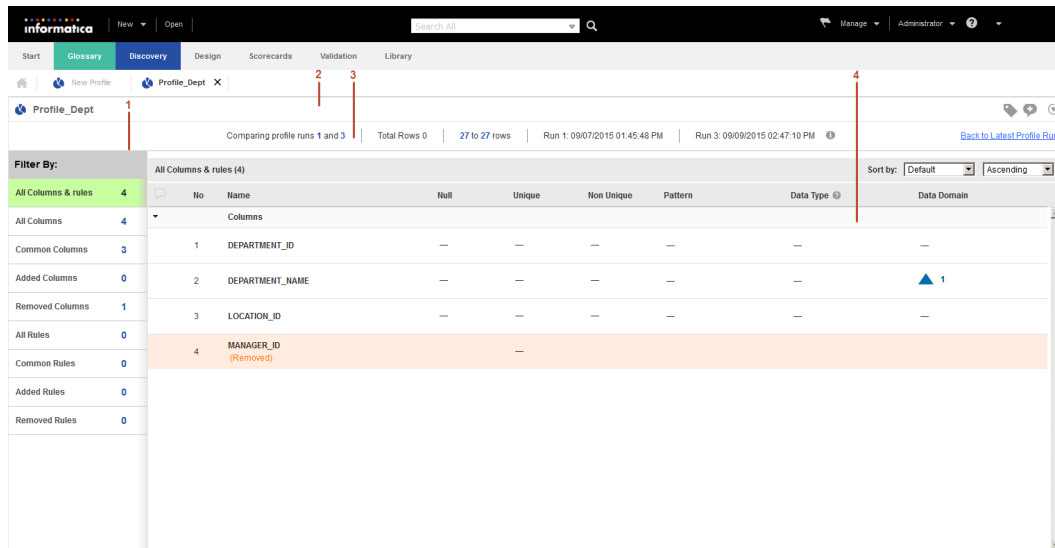 informatica New Open Search All Manage Administrator ?
Start Glossary Discovery Design Scorecards Validation Library
New Profile Profile_Dept X
2 3 4
Profile_Dept
1
Comparing profile runs 1 and 3 Total Rows 0 27 to 27 rows Run 1: 09/07/2015 01:45:48 PM Run 3: 09/09/2015 02:47:10 PM Back to Latest Profile Run
Filter By:
All Columns & rules 4
All Columns 4
Common Columns 3
Added Columns 0
Removed Columns 1
All Rules 0
Common Rules 0
Added Rules 0
Removed Rules 0
All Columns & rules (4) Sort by: Default Ascending
No Name Null Unique Non Unique Pattern Data Type Data Domain
Columns
1 DEPARTMENT_ID — — — — — —
2 DEPARTMENT_NAME — — — — — 1
3 LOCATION_ID — — — — — —
4 MANAGER_ID —
(Removed)